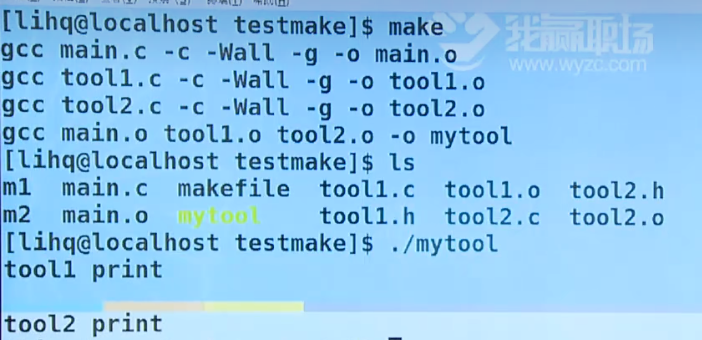 [lihq@localhost testmake]$ make
gcc main.c -c -Wall -g -o main.o
gcc tool1.c -c -Wall -g -o tool1.o
gcc tool2.c -c -Wall -g -o tool2.o
gcc main.o tool1.o tool2.o -o mytool
[lihq@localhost testmake]$ ls
m1 main.c makefile tool1.c tool1.o tool2.h
m2 main.o mytool tool1.h tool2.c tool2.o
[lihq@localhost testmake]$ ./mytool
tool1 print
tool2 print
我赢职场
www.wyzc.com